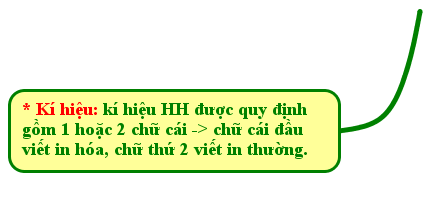 * Kí hiệu: kí hiệu HH được quy định
gồm 1 hoặc 2 chữ cái -> chữ cái đầu
viết in hóa, chữ thứ 2 viết in thường.